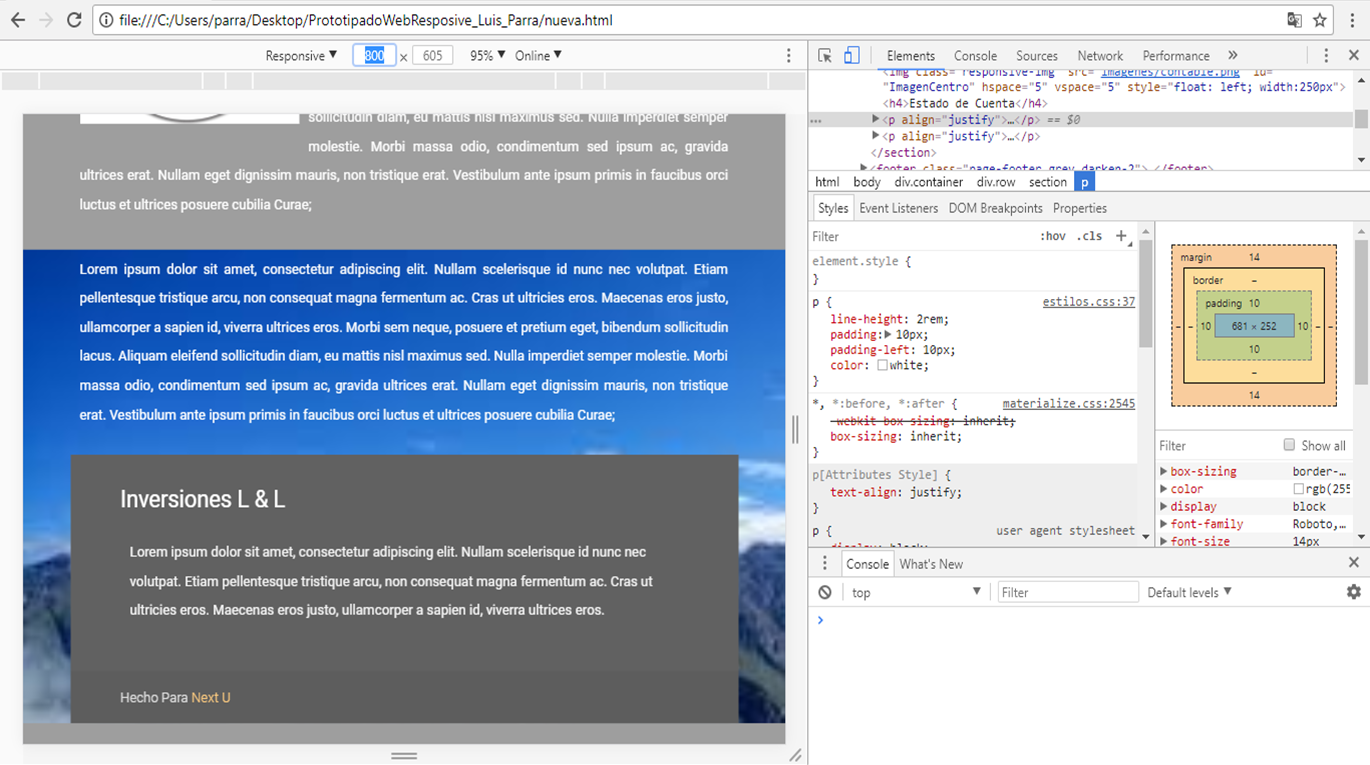 file:///C:/Users/parra/Desktop/PrototipadoWebResposive_Luis_Parra/nueva.html
Responsive ▼ 800 × 605 95% ▼ Online ▼
sollicitudin diam, eu mattis nisl maximus sed. Nulla imperdiet semper
molestie. Morbi massa odio, condimentum sed ipsum ac, gravida
ultrices erat. Nullam eget dignissim mauris, non tristique erat. Vestibulum ante ipsum primis in faucibus orci
luctus et ultrices posuere cubilia Curae;
Lorem ipsum dolor sit amet, consectetur adipiscing elit. Nullam scelerisque id nunc nec volutpat. Etiam
pellentesque tristique arcu, non consequat magna fermentum ac. Cras ut ultricies eros. Maecenas eros justo,
ullamcorper a sapien id, viverra ultrices eros. Morbi sem neque, posuere et pretium eget, bibendum sollicitudin
lacus. Aliquam eleifend sollicitudin diam, eu mattis nisl maximus sed. Nulla imperdiet semper molestie. Morbi
massa odio, condimentum sed ipsum ac, gravida ultrices erat. Nullam eget dignissim mauris, non tristique
erat. Vestibulum ante ipsum primis in faucibus orci luctus et ultrices posuere cubilia Curae;
Inversiones L & L
Lorem ipsum dolor sit amet, consectetur adipiscing elit. Nullam scelerisque id nunc nec
volutpat. Etiam pellentesque tristique arcu, non consequat magna fermentum ac. Cras ut
ultricies eros. Maecenas eros justo, ullamcorper a sapien id, viverra ultrices eros.
Hecho Para Next U
Elements Console Sources Network Performance »
<img class="responsive-img" src="imagenes/contable.png" id=
"ImagenCentro" hspace="5" vspace="5" style="float: left; width:250px">
<h4>Estado de Cuenta</h4>
… ▶<p align="justify">…</p> == $0
▶<p align="justify">…</p>
</section>
▶<footer class="page-footer grey darken-2">…</footer>
html body div.container div.row section p
Styles Event Listeners DOM Breakpoints Properties
Filter :hov .cls +
element.style {
}
p { estilos.css:37
line-height: 2rem;
padding:▶ 10px;
padding-left: 10px;
color: white;
}
*, *:before, *:after { materialize.css:2545
-webkit-box-sizing: inherit;
box-sizing: inherit;
}
p[Attributes Style] {
text-align: justify;
}
p { user agent stylesheet
display: block;
margin 14
border –
padding 10
– – 10 681 × 252 10 – –
10
–
14
Filter Show all
▶ box-sizing border-…
▶ color rgb(255
▶ display block
▶ font-family Roboto,…
▶ font-size 14px
Console What's New
top ▼ Filter Default levels ▼